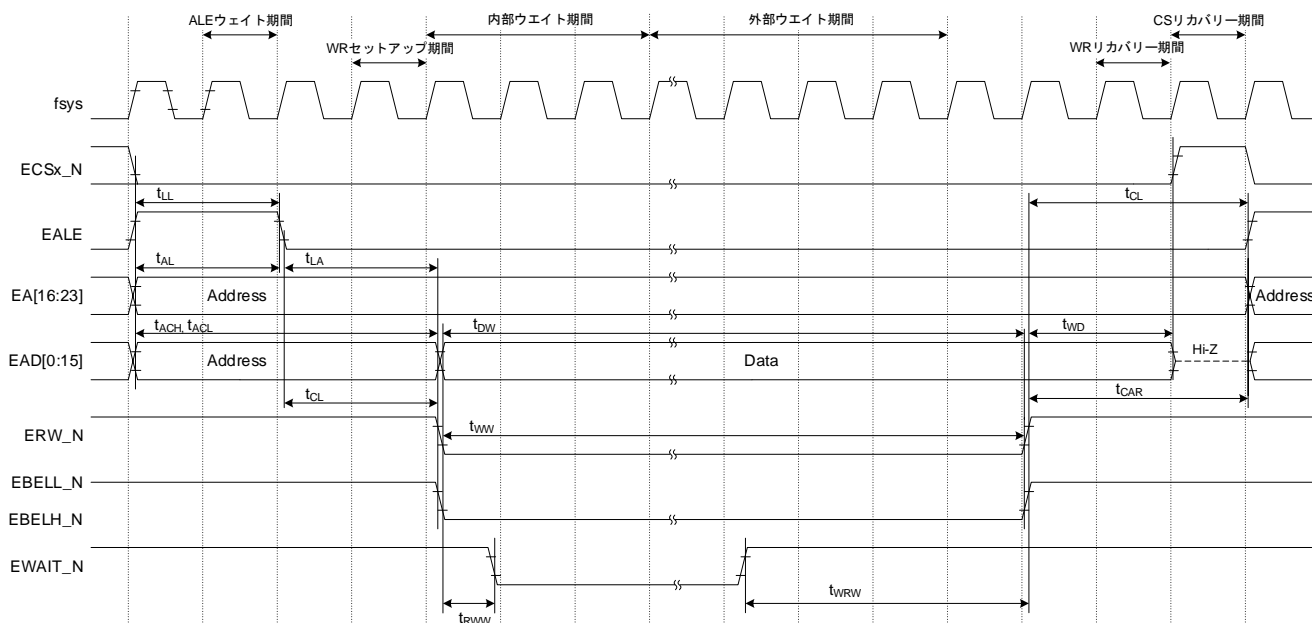 ALEウェイト期間
内部ウエイト期間
外部ウエイト期間
CSリカバリー期間
WRセットアップ期間
WRリカバリー期間
fsys
ECSx_N
tLL
tCL
EALE
tAL
tLA
EA[16:23]
Address
Address
tACH, tACL
tDW
tWD
EAD[0:15]
Address
Data
Hi-Z
tCL
tCAR
ERW_N
tWW
EBELL_N
EBELH_N
EWAIT_N
tRWW
tWRW